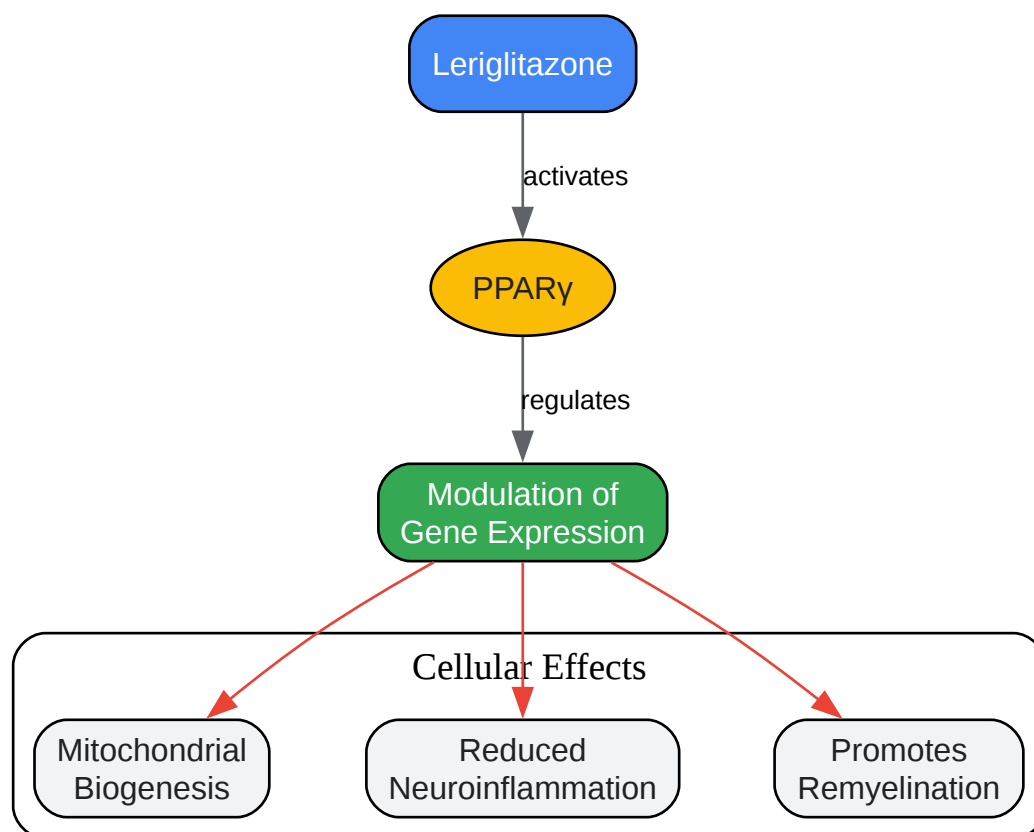 Leriglitazone
activates
PPARγ
regulates
Modulation of
Gene Expression
Cellular Effects
Mitochondrial
Biogenesis
Reduced
Neuroinflammation
Promotes
Remyelination